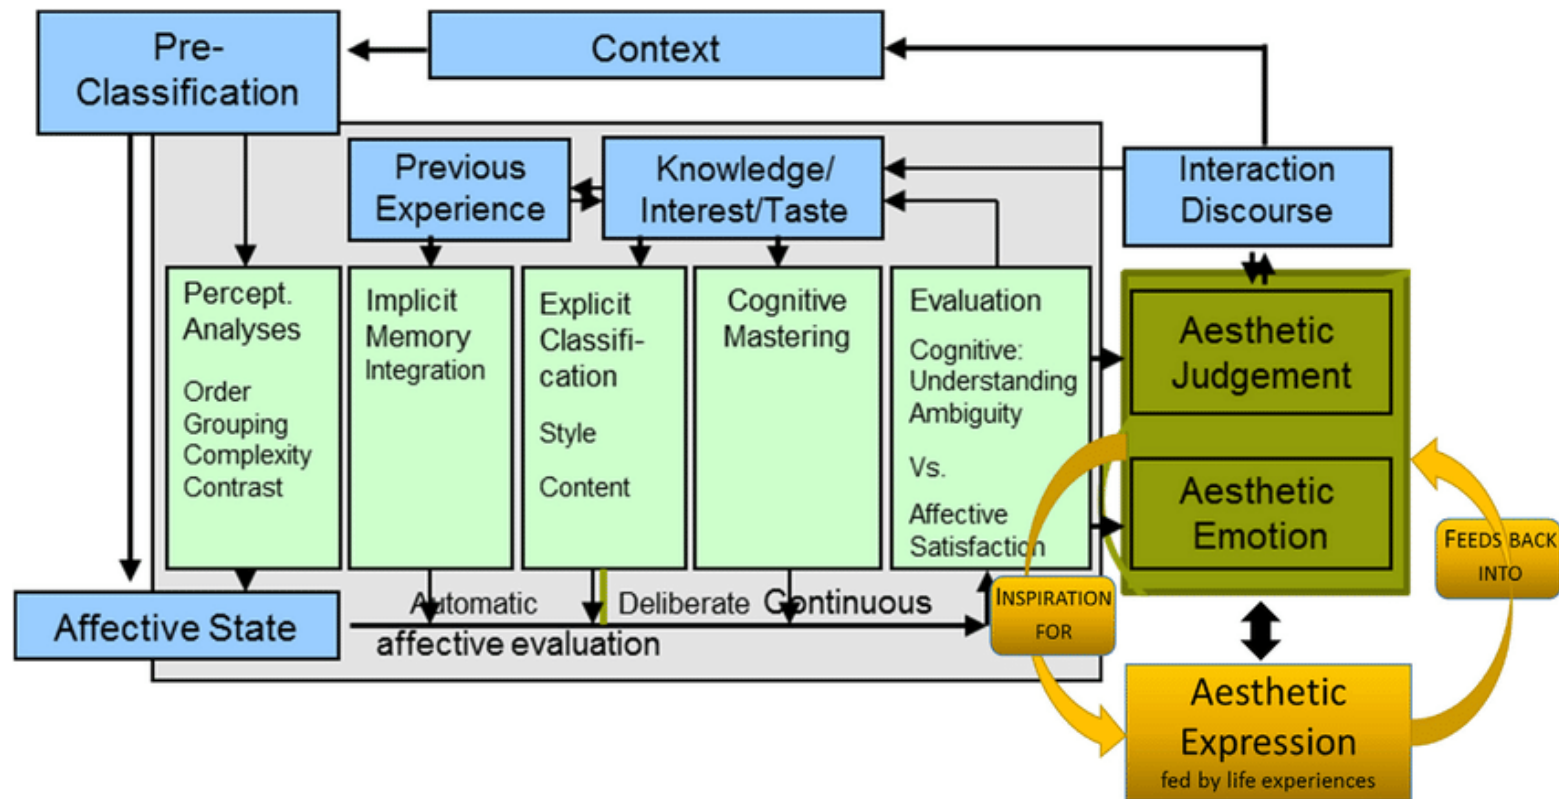 Pre-
Classification
Context
Previous
Experience
Knowledge/
Interest/Taste
Interaction
Discourse
Percept.
Analyses
Order
Grouping
Complexity
Contrast
Implicit
Memory
Integration
Explicit
Classifi-
cation
Style
Content
Cognitive
Mastering
Evaluation
Cognitive:
Understanding
Ambiguity
Vs.
Affective
Satisfaction
Aesthetic
Judgement
Aesthetic
Emotion
FEEDS BACK
INTO
INSPIRATION
FOR
Affective State
Automatic Deliberate Continuous
affective evaluation
Aesthetic
Expression
fed by life experiences